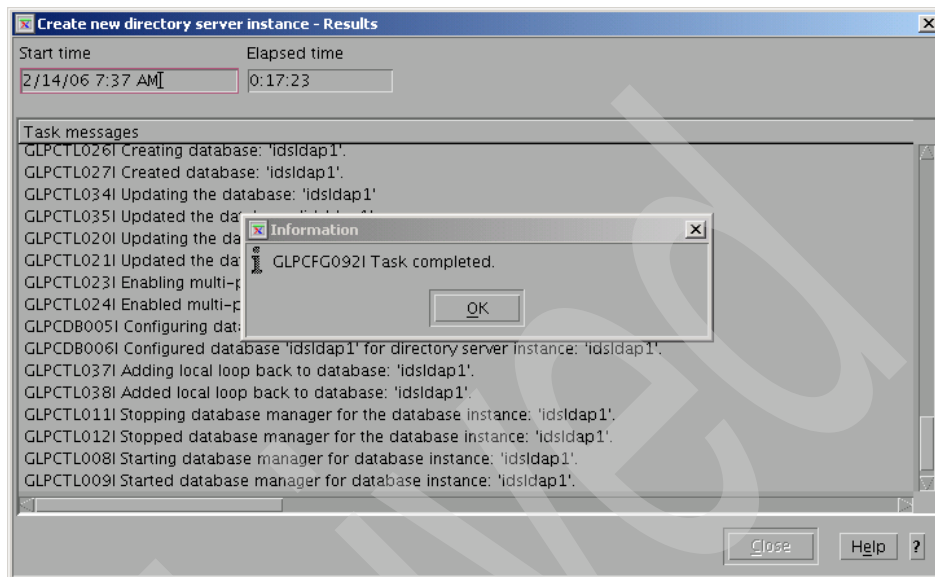 Create new directory server instance - Results
Start time
Elapsed time
2/14/06 7:37 AM
0:17:23
Task messages
GLPCTL026I Creating database: 'idsldap1'.
GLPCTL027I Created database: 'idsldap1'.
GLPCTL034I Updating the database: 'idsldap1'
GLPCTL035I Updated the dat
GLPCTL020I Updating the da
GLPCTL021I Updated the da
GLPCTL023I Enabling multi-p
GLPCTL024I Enabled multi-p
GLPCDB005I Configuring dat
GLPCDB006I Configured database 'idsldap1' for directory server instance: 'idsldap1'.
GLPCTL037I Adding local loop back to database: 'idsldap1'.
GLPCTL038I Added local loop back to database: 'idsldap1'.
GLPCTL011I Stopping database manager for the database instance: 'idsldap1'.
GLPCTL012I Stopped database manager for the database instance: 'idsldap1'.
GLPCTL008I Starting database manager for database instance: 'idsldap1'.
GLPCTL009I Started database manager for database instance: 'idsldap1'.
Information
GLPCFG092I Task completed.
OK
Close
Help
?